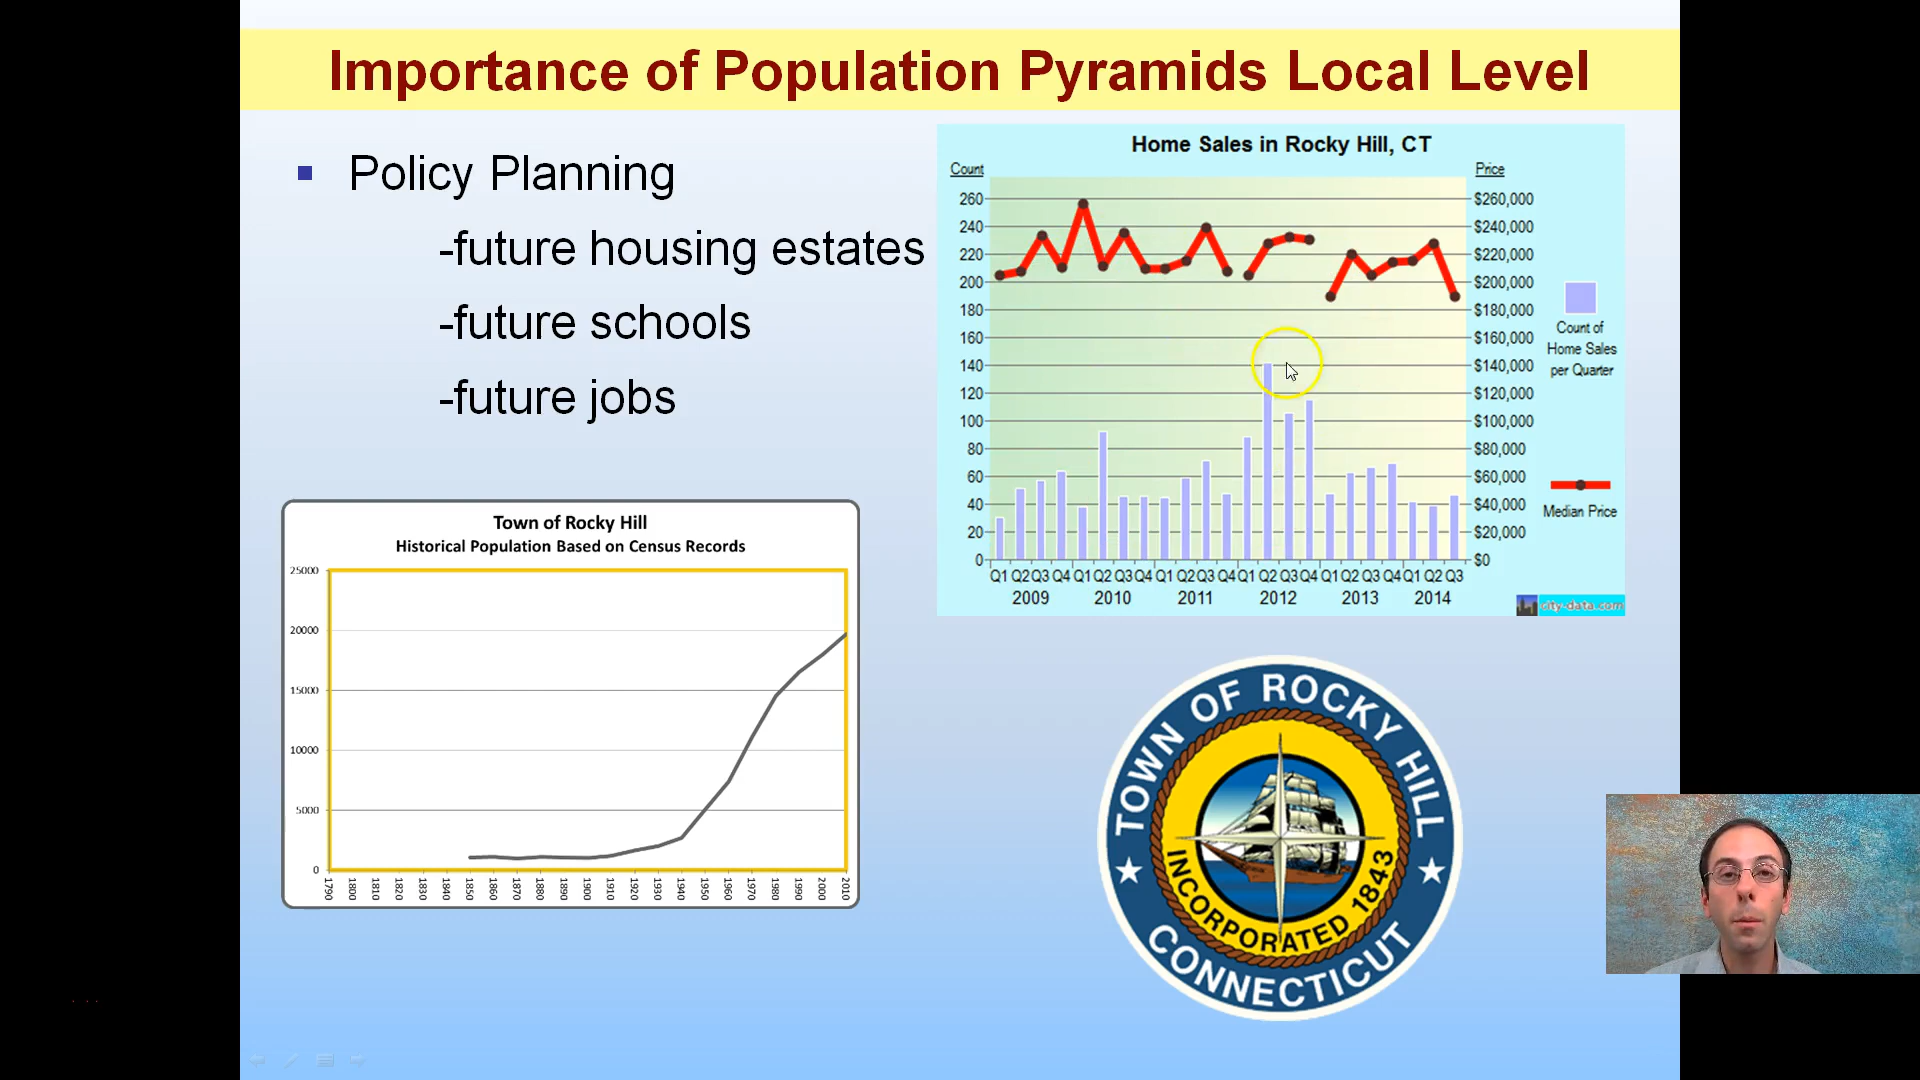 Importance of Population Pyramids Local Level
Policy Planning
-future housing estates
-future schools
-future jobs
Home Sales in Rocky Hill, CT
Count
Price
260
240
220
200
180
160
140
120
100
80
60
40
20
0
$260,000
$240,000
$220,000
$200,000
$180,000
$160,000
$140,000
$120,000
$100,000
$80,000
$60,000
$40,000
$20,000
$0
Q1 Q2 Q3 Q4 Q1 Q2 Q3 Q4 Q1 Q2 Q3 Q4 Q1 Q2 Q3 Q4 Q1 Q2 Q3 Q4 Q1 Q2 Q3
2009 2010 2011 2012 2013 2014
Count of
Home Sales
per Quarter
Median Price
city-data.com
Town of Rocky Hill
Historical Population Based on Census Records
25000
20000
15000
10000
5000
0
1790 1800 1810 1820 1830 1840 1850 1860 1870 1880 1890 1900 1910 1920 1930 1940 1950 1960 1970 1980 1990 2000 2010
TOWN OF ROCKY HILL
INCORPORATED 1843
CONNECTICUT